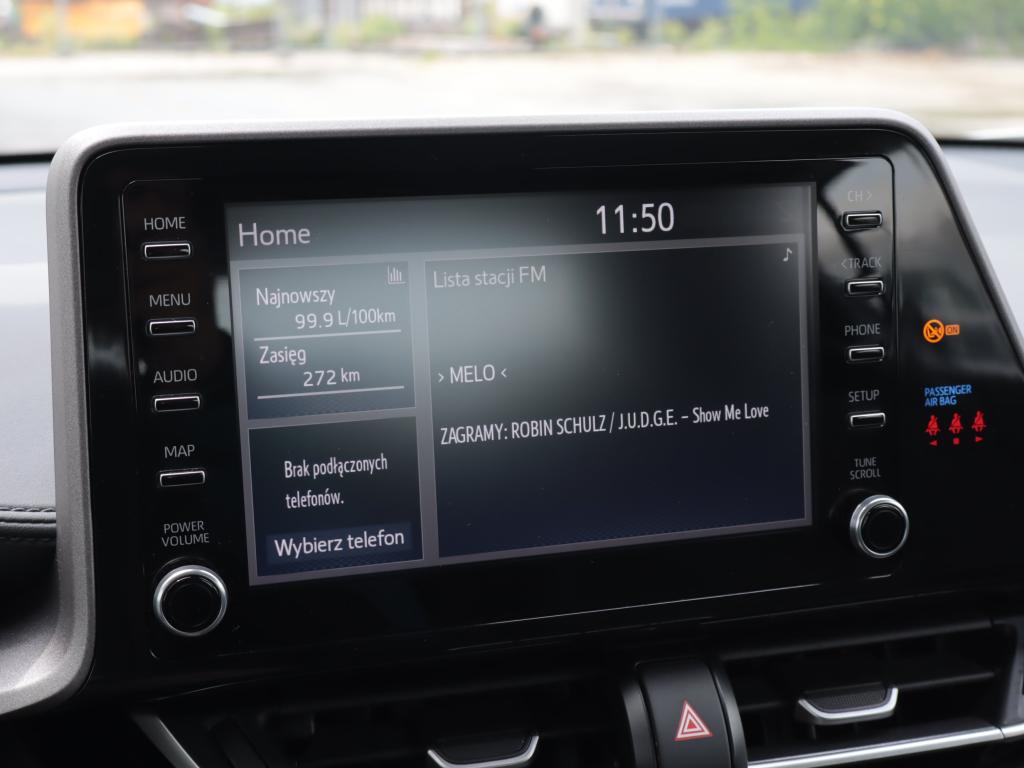 HOME
MENU
AUDIO
MAP
POWER
VOLUME
Home
11:50
Najnowszy
99.9 L/100km
Zasięg
272 km
Brak podłączonych
telefonów.
Wybierz telefon
Lista stacji FM
› MELO ‹
ZAGRAMY: ROBIN SCHULZ / J.U.D.G.E. – Show Me Love
CH >
< TRACK
PHONE
SETUP
TUNE
SCROLL
ON
PASSENGER
AIR BAG